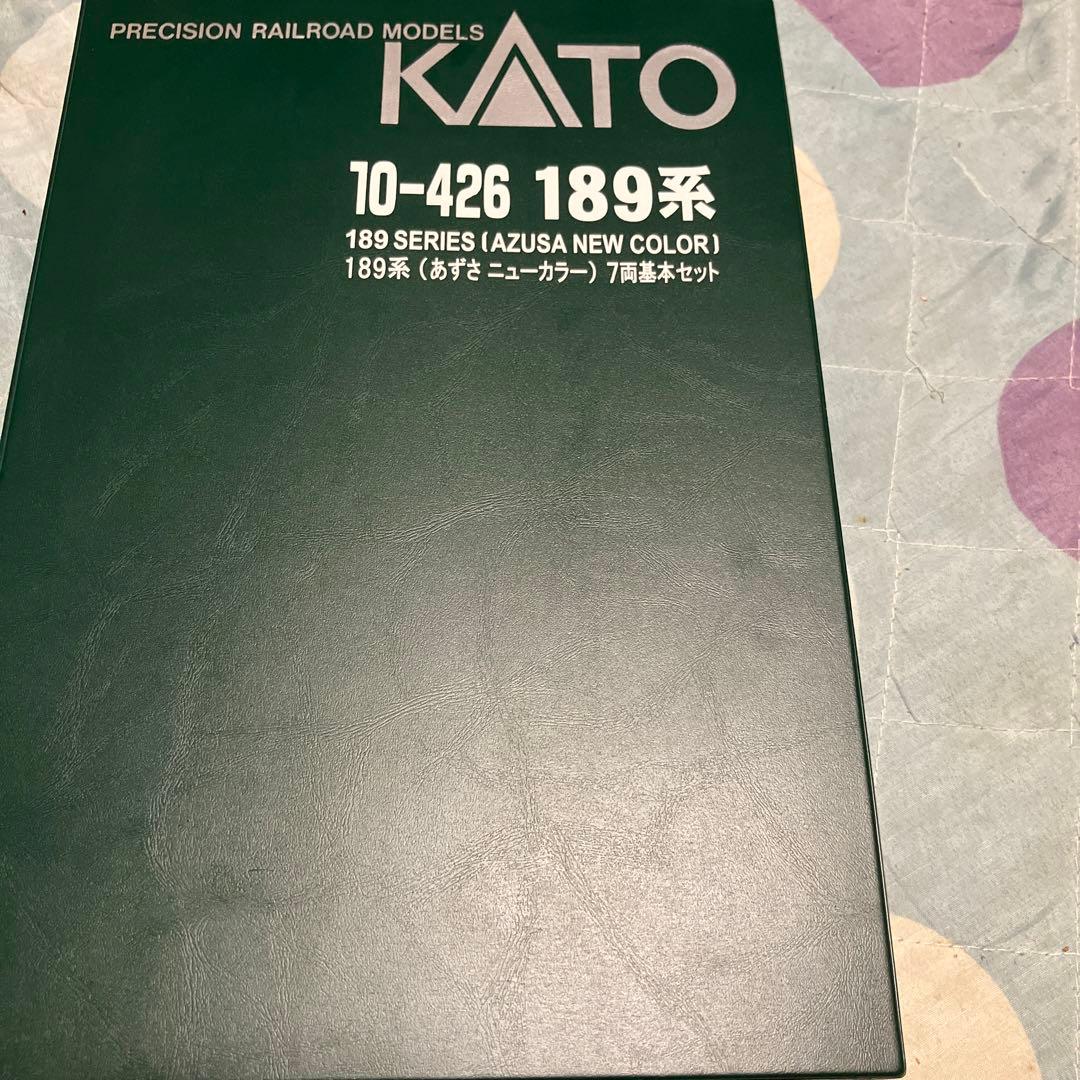 PRECISION RAILROAD MODELS
KATO
10-426 189系
189 SERIES (AZUSA NEW COLOR)
189系 (あずさ ニューカラー) 7両基本セット